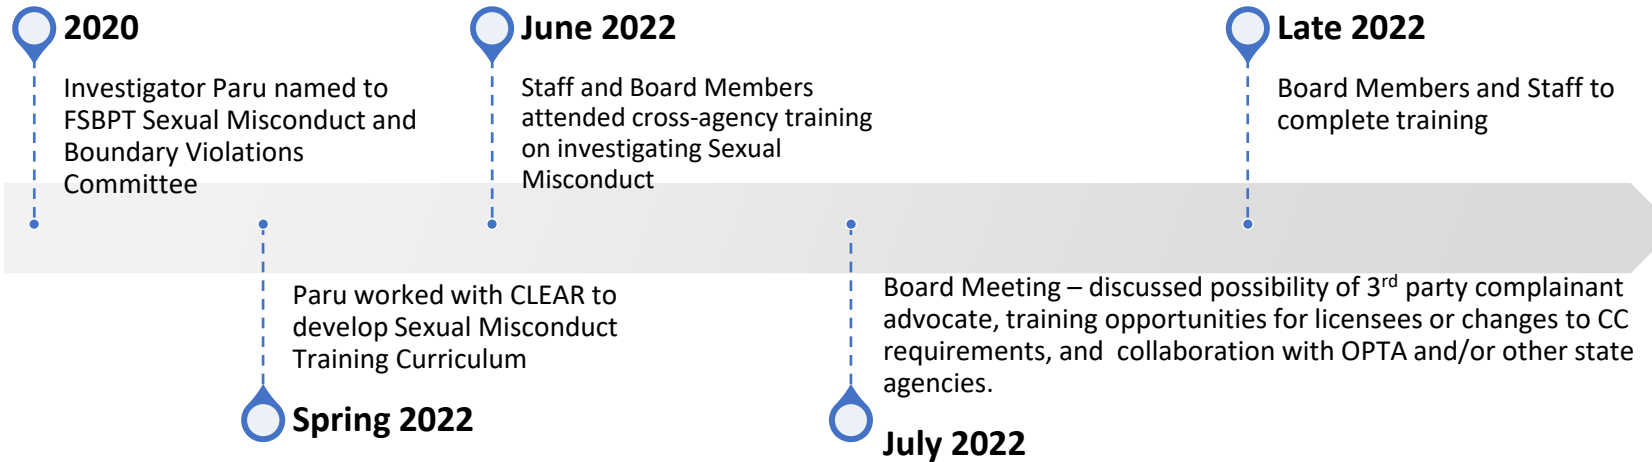 2020
Investigator Paru named to
FSBPT Sexual Misconduct and
Boundary Violations
Committee
June 2022
Staff and Board Members
attended cross-agency training
on investigating Sexual
Misconduct
Late 2022
Board Members and Staff to
complete training
Paru worked with CLEAR to
develop Sexual Misconduct
Training Curriculum
Spring 2022
Board Meeting – discussed possibility of 3rd party complainant
advocate, training opportunities for licensees or changes to CC
requirements, and  collaboration with OPTA and/or other state
agencies.
July 2022